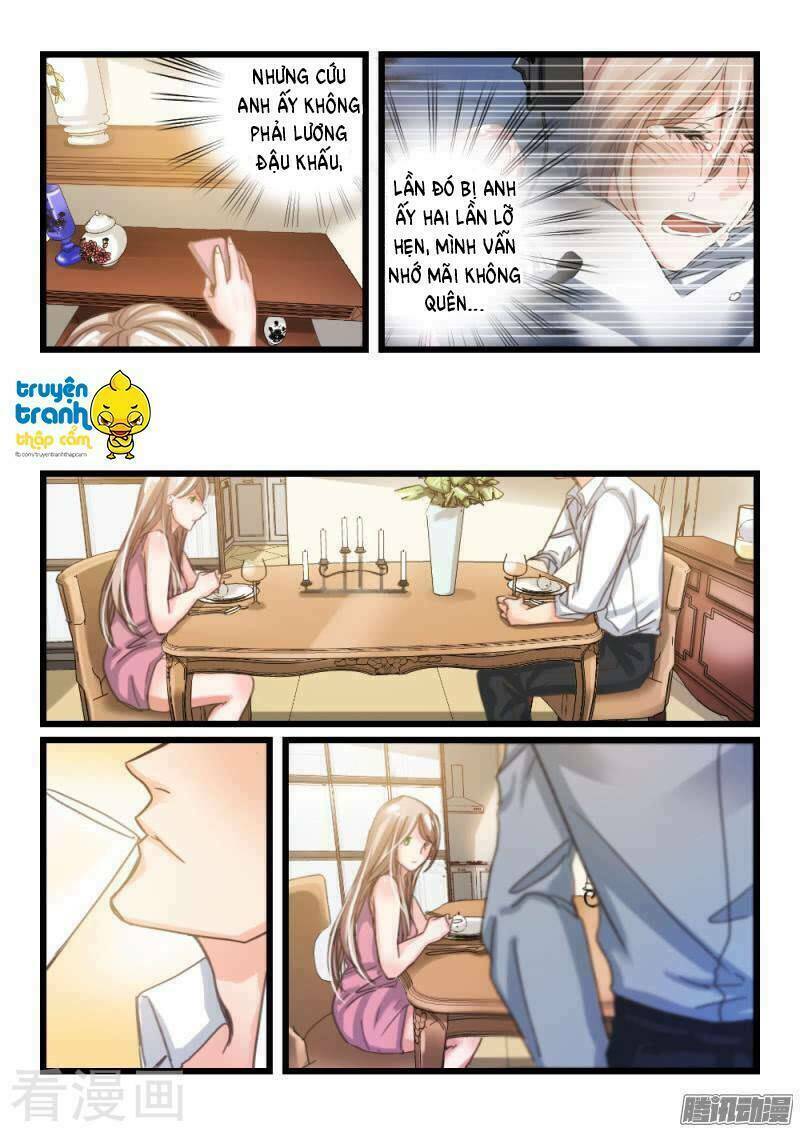 NHƯNG CỨU
ANH ẤY KHÔNG
PHẢI LƯƠNG
ĐẬU KHẤU,
LẦN ĐÓ BỊ ANH
ẤY HAI LẦN LỠ
HẸN, MÌNH VẪN
NHỚ MÃI KHÔNG
QUÊN...
truyện
tranh
thập cẩm
fb.com/truyentranhthapcam
看漫画
腾讯动漫